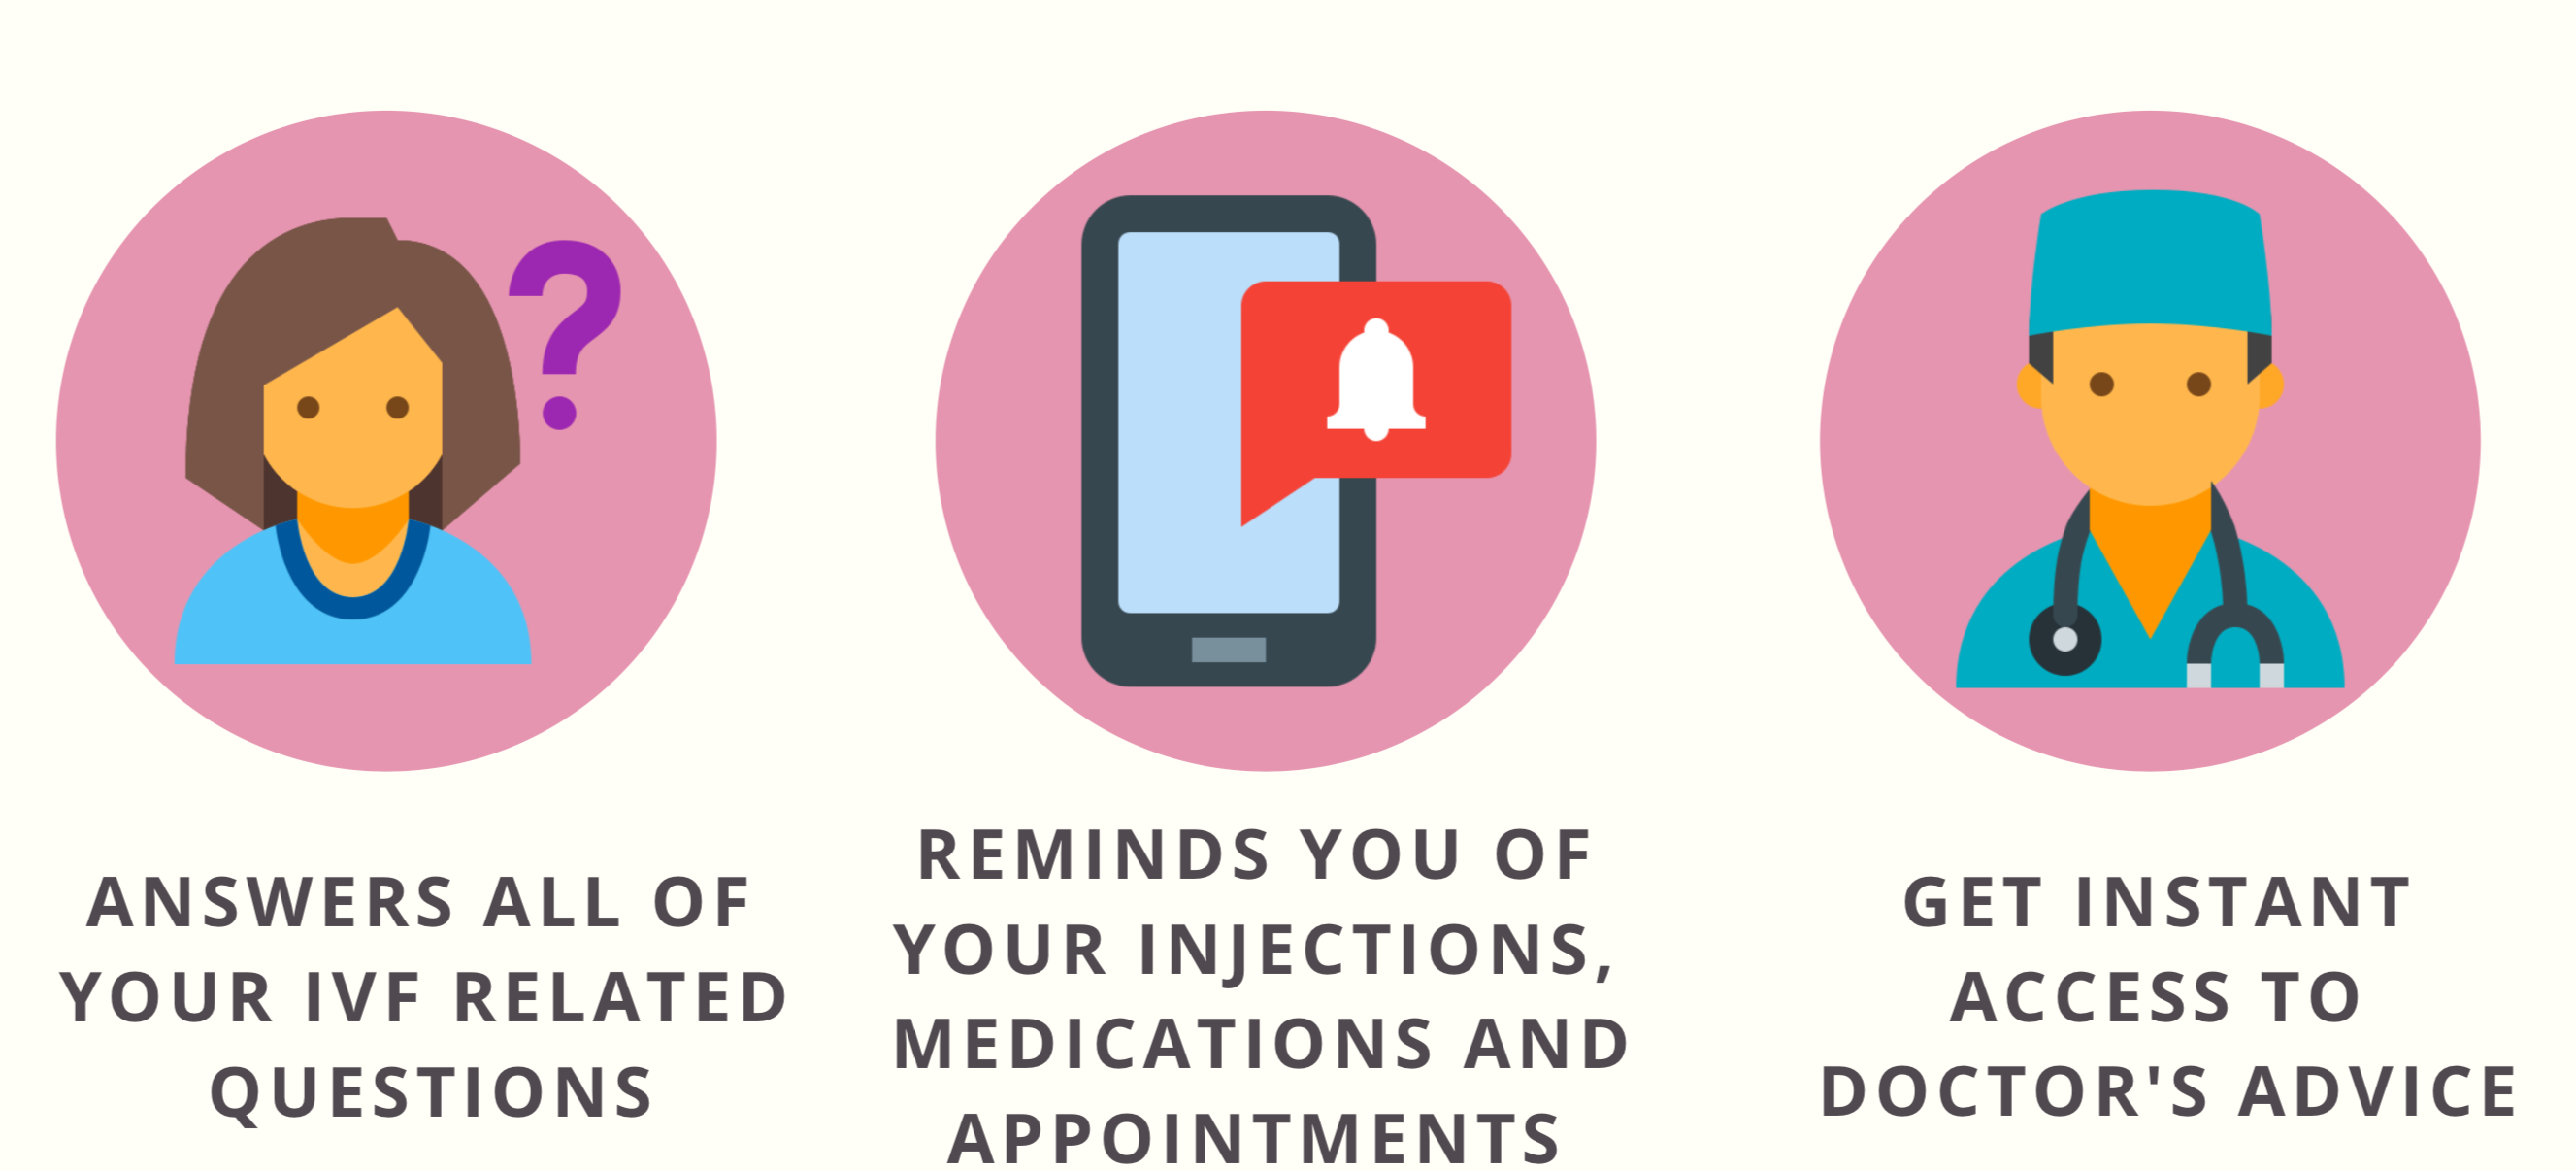 ANSWERS ALL OF
YOUR IVF RELATED
QUESTIONS
REMINDS YOU OF
YOUR INJECTIONS,
MEDICATIONS AND
APPOINTMENTS
GET INSTANT
ACCESS TO
DOCTOR'S ADVICE